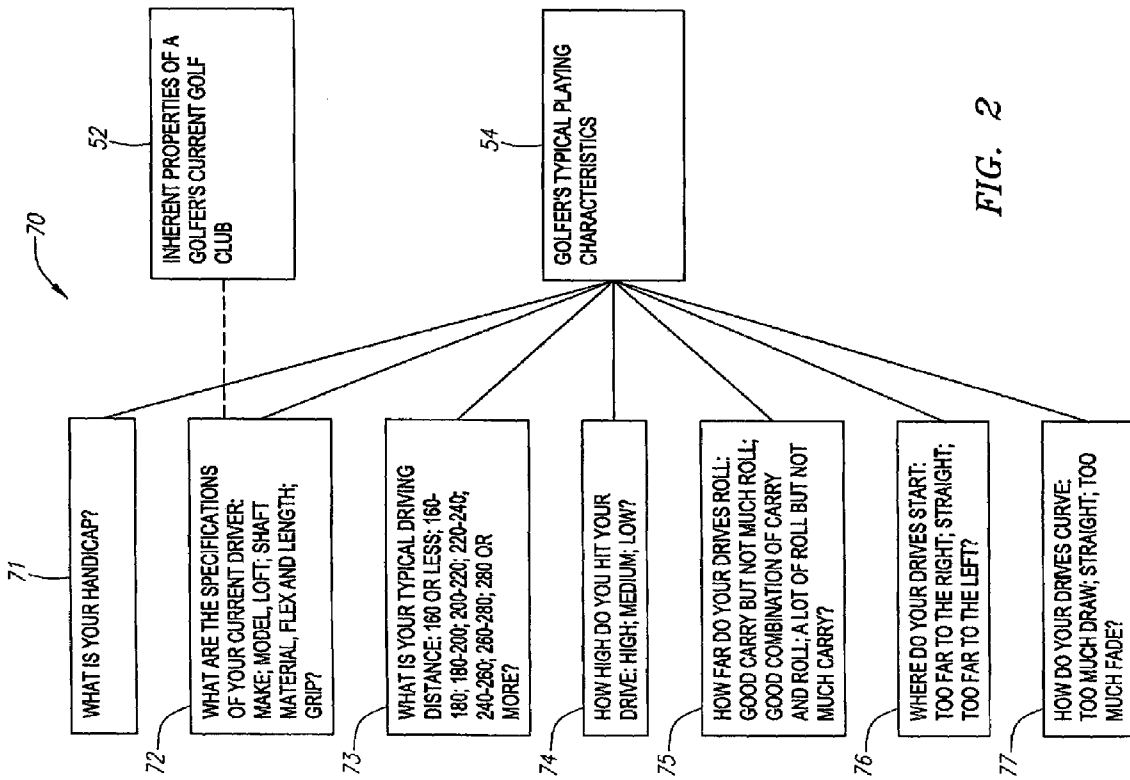 70
71
WHAT IS YOUR HANDICAP?
72
WHAT ARE THE SPECIFICATIONS
OF YOUR CURRENT DRIVER:
MAKE; MODEL, LOFT; SHAFT
MATERIAL, FLEX AND LENGTH;
GRIP?
73
WHAT IS YOUR TYPICAL DRIVING
DISTANCE: 160 OR LESS; 160-
180; 180-200; 200-220; 220-240;
240-260; 260-280; 280 OR
MORE?
74
HOW HIGH DO YOU HIT YOUR
DRIVE: HIGH; MEDIUM; LOW?
75
HOW FAR DO YOUR DRIVES ROLL:
GOOD CARRY BUT NOT MUCH ROLL;
GOOD COMBINATION OF CARRY
AND ROLL; A LOT OF ROLL BUT NOT
MUCH CARRY?
76
WHERE DO YOUR DRIVES START:
TOO FAR TO THE RIGHT; STRAIGHT;
TOO FAR TO THE LEFT?
77
HOW DO YOUR DRIVES CURVE:
TOO MUCH DRAW; STRAIGHT; TOO
MUCH FADE?
52
INHERENT PROPERTIES OF A
GOLFER'S CURRENT GOLF
CLUB
54
GOLFER'S TYPICAL PLAYING
CHARACTERISTICS
FIG. 2